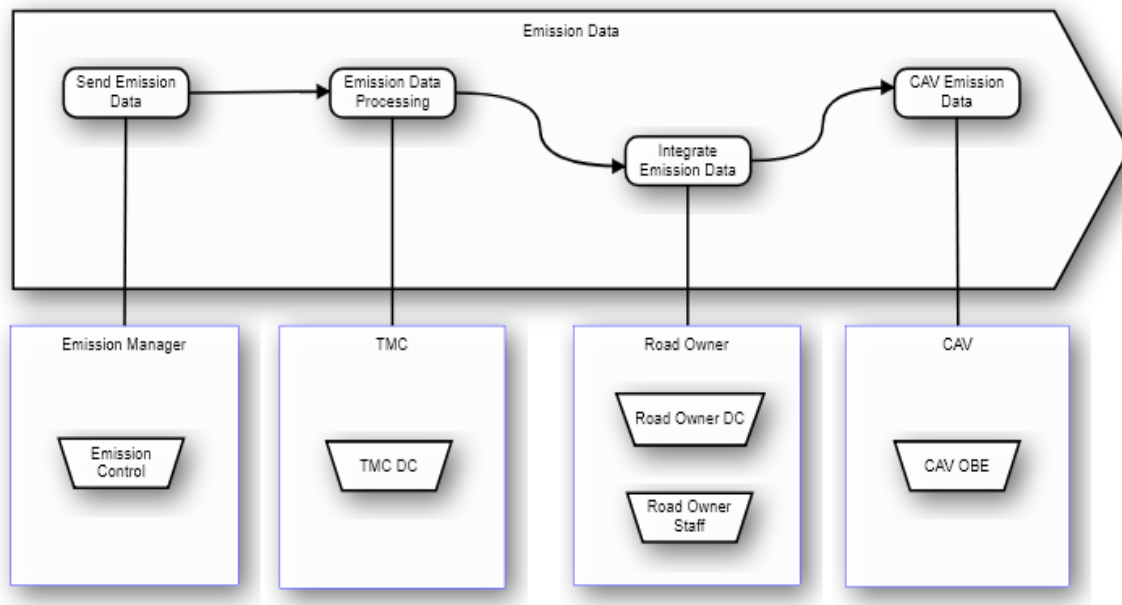 Emission Data
Send Emission
Data
Emission Data
Processing
Integrate
Emission Data
CAV Emission
Data
Emission Manager
Emission
Control
TMC
TMC DC
Road Owner
Road Owner DC
Road Owner
Staff
CAV
CAV OBE